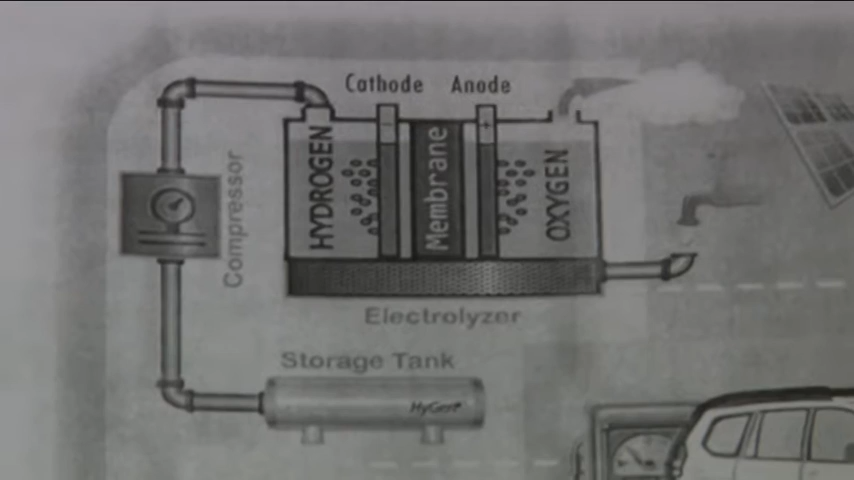 Cathode Anode
HYDROGEN
−
Membrane
+
OXYGEN
Compressor
Electrolyzer
Storage Tank
HyGen